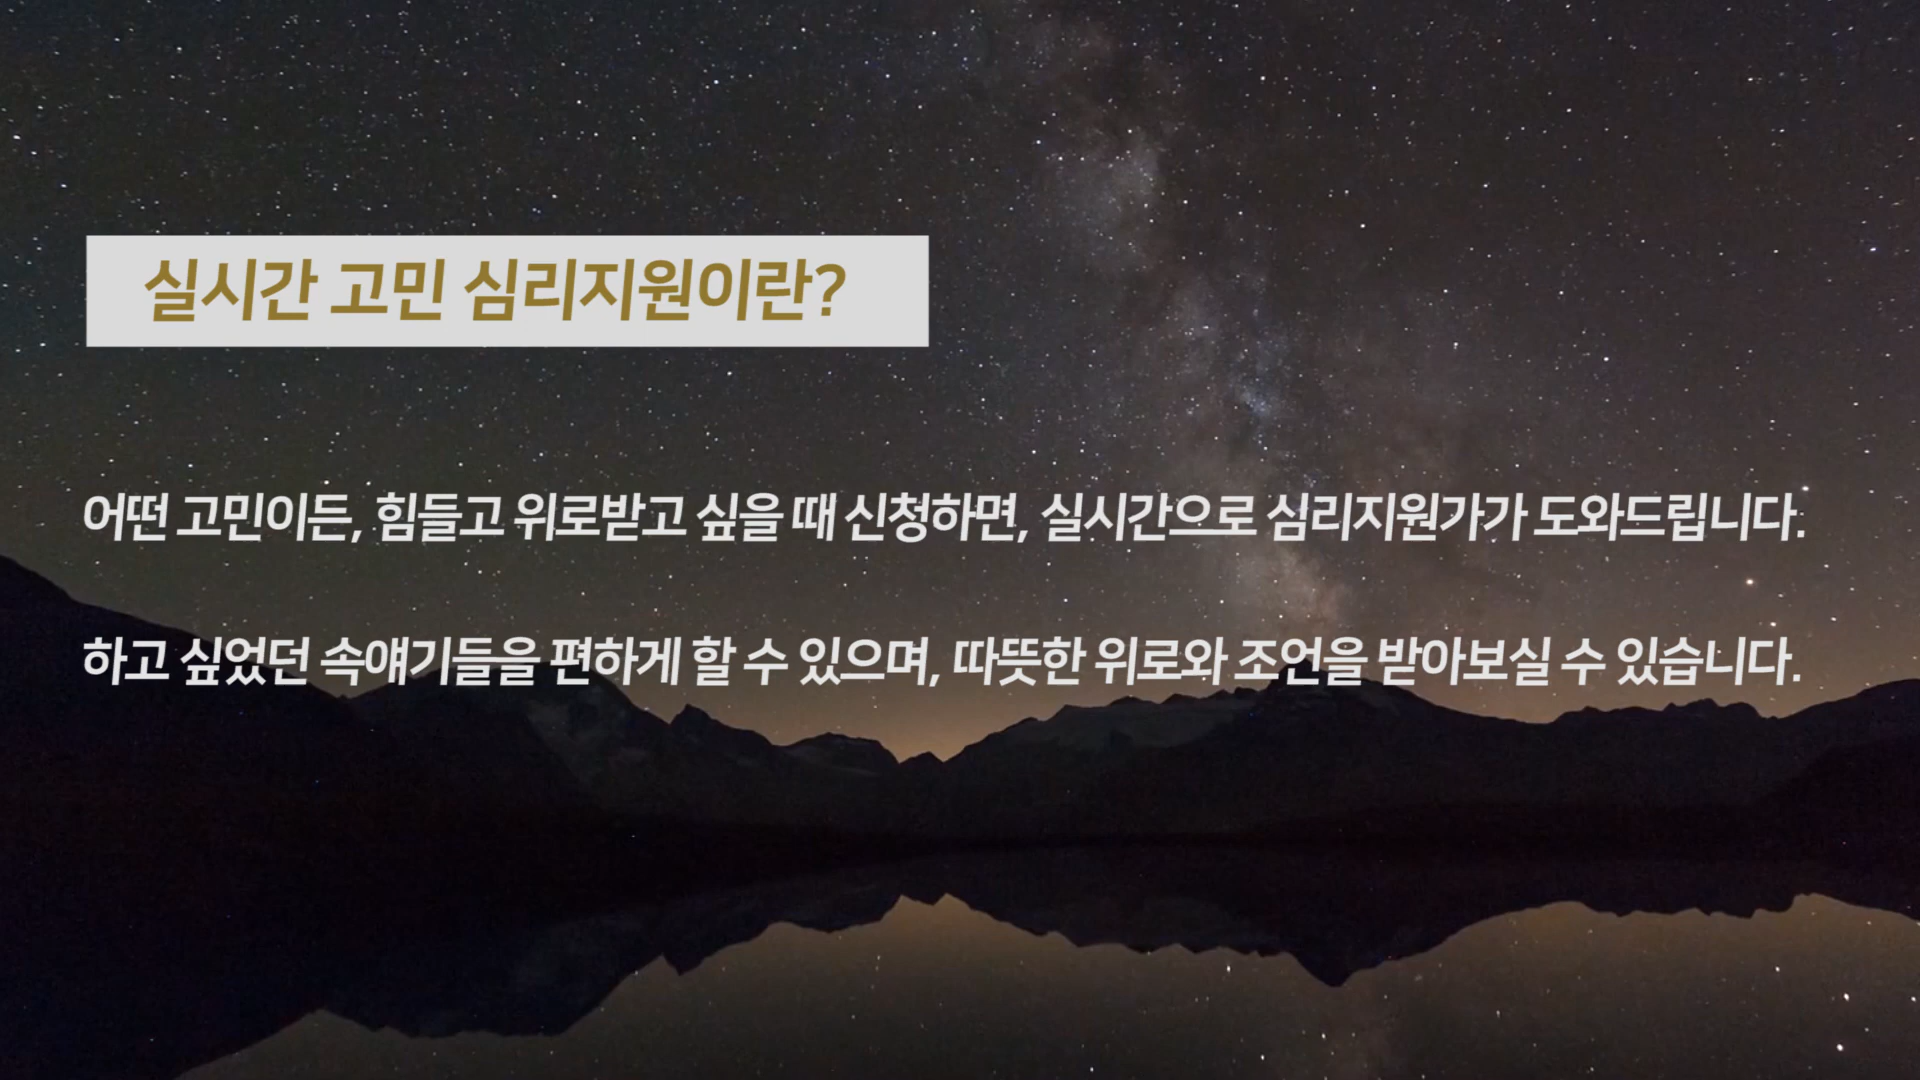 실시간 고민 심리지원이란?
어떤 고민이든, 힘들고 위로받고 싶을 때 신청하면, 실시간으로 심리지원가가 도와드립니다.
하고 싶었던 속얘기들을 편하게 할 수 있으며, 따뜻한 위로와 조언을 받아보실 수 있습니다.